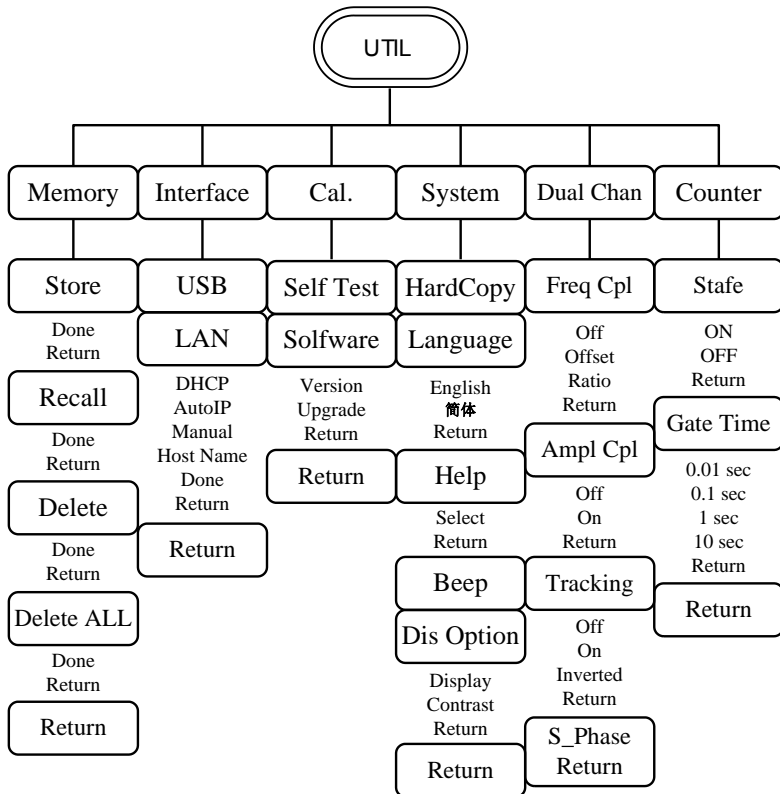 UTIL
Memory
Interface
Cal.
System
Dual Chan
Counter
Store
Done
Return
Recall
Done
Return
Delete
Done
Return
Delete ALL
Done
Return
Return
USB
LAN
DHCP
AutoIP
Manual
Host Name
Done
Return
Return
Self Test
Solfware
Version
Upgrade
Return
Return
HardCopy
Language
English
简体
Return
Help
Select
Return
Beep
Dis Option
Display
Contrast
Return
Return
Freq Cpl
Off
Offset
Ratio
Return
Ampl Cpl
Off
On
Return
Tracking
Off
On
Inverted
Return
S_Phase
Return
Stafe
ON
OFF
Return
Gate Time
0.01 sec
0.1 sec
1 sec
10 sec
Return
Return